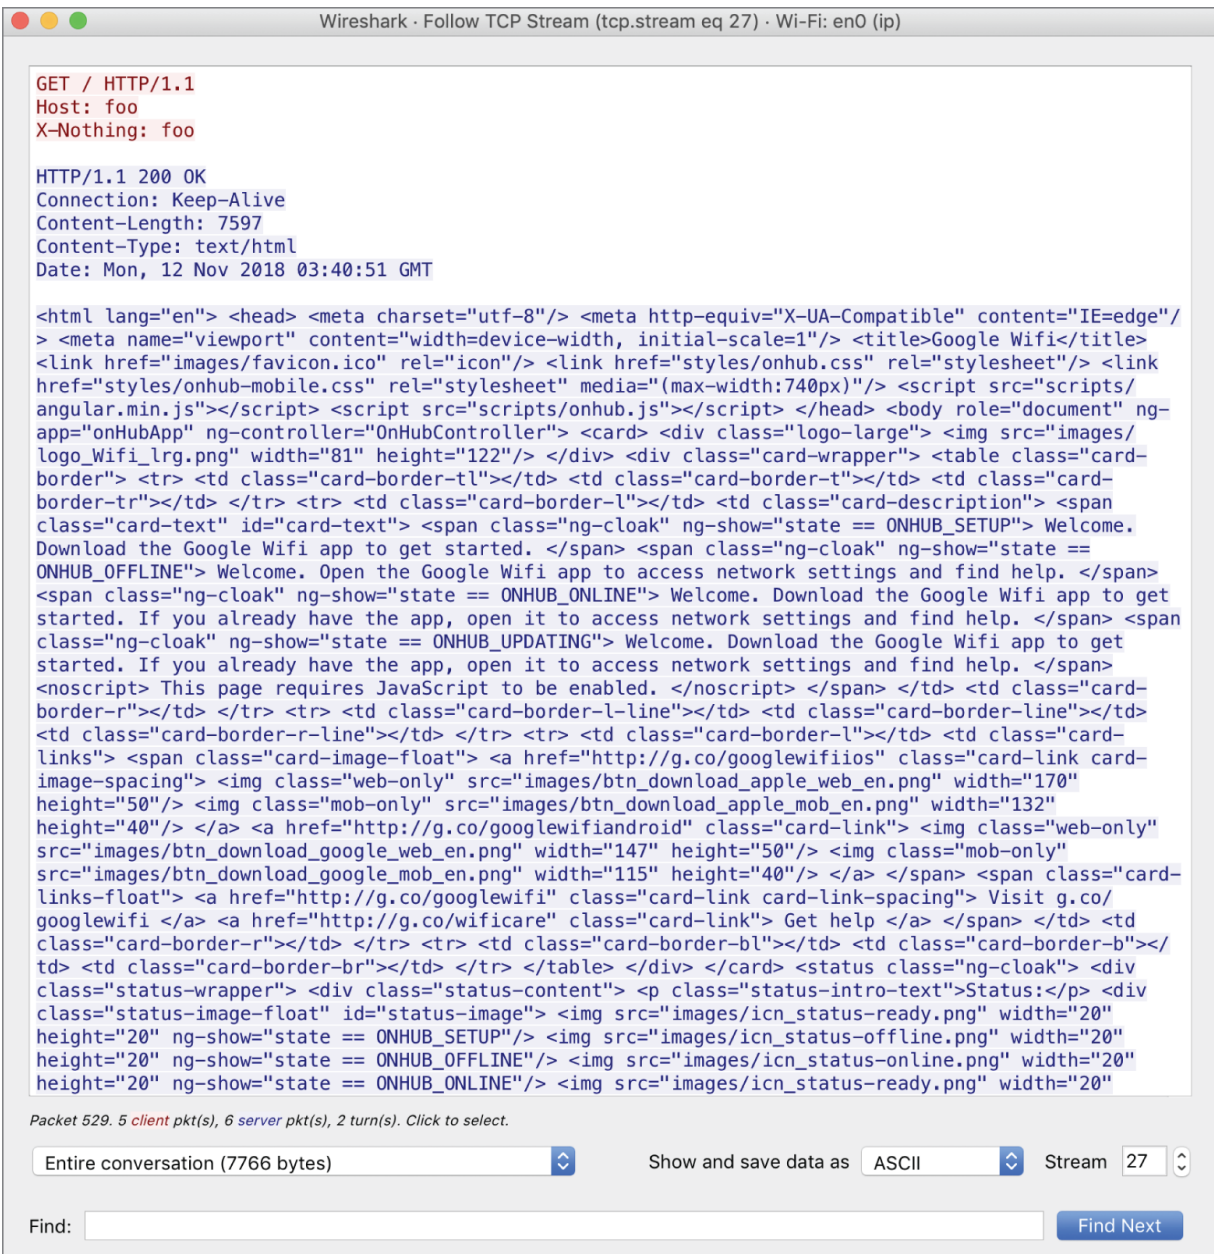 Wireshark · Follow TCP Stream (tcp.stream eq 27) · Wi-Fi: en0 (ip)
GET / HTTP/1.1
Host: foo
X-Nothing: foo
HTTP/1.1 200 OK
Connection: Keep-Alive
Content-Length: 7597
Content-Type: text/html
Date: Mon, 12 Nov 2018 03:40:51 GMT
<html lang="en"> <head> <meta charset="utf-8"/> <meta http-equiv="X-UA-Compatible" content="IE=edge"/
> <meta name="viewport" content="width=device-width, initial-scale=1"/> <title>Google Wifi</title>
<link href="images/favicon.ico" rel="icon"/> <link href="styles/onhub.css" rel="stylesheet"/> <link
href="styles/onhub-mobile.css" rel="stylesheet" media="(max-width:740px)"/> <script src="scripts/
angular.min.js"></script> <script src="scripts/onhub.js"></script> </head> <body role="document" ng-
app="onHubApp" ng-controller="OnHubController"> <card> <div class="logo-large"> <img src="images/
logo_Wifi_lrg.png" width="81" height="122"/> </div> <div class="card-wrapper"> <table class="card-
border"> <tr> <td class="card-border-tl"></td> <td class="card-border-t"></td> <td class="card-
border-tr"></td> </tr> <tr> <td class="card-border-l"></td> <td class="card-description"> <span
class="card-text" id="card-text"> <span class="ng-cloak" ng-show="state == ONHUB_SETUP"> Welcome.
Download the Google Wifi app to get started. </span> <span class="ng-cloak" ng-show="state ==
ONHUB_OFFLINE"> Welcome. Open the Google Wifi app to access network settings and find help. </span>
<span class="ng-cloak" ng-show="state == ONHUB_ONLINE"> Welcome. Download the Google Wifi app to get
started. If you already have the app, open it to access network settings and find help. </span> <span
class="ng-cloak" ng-show="state == ONHUB_UPDATING"> Welcome. Download the Google Wifi app to get
started. If you already have the app, open it to access network settings and find help. </span>
<noscript> This page requires JavaScript to be enabled. </noscript> </span> </td> <td class="card-
border-r"></td> </tr> <tr> <td class="card-border-l-line"></td> <td class="card-border-line"></td>
<td class="card-border-r-line"></td> </tr> <tr> <td class="card-border-l"></td> <td class="card-
links"> <span class="card-image-float"> <a href="http://g.co/googlewifiios" class="card-link card-
image-spacing"> <img class="web-only" src="images/btn_download_apple_web_en.png" width="170"
height="50"/> <img class="mob-only" src="images/btn_download_apple_mob_en.png" width="132"
height="40"/> </a> <a href="http://g.co/googlewifiandroid" class="card-link"> <img class="web-only"
src="images/btn_download_google_web_en.png" width="147" height="50"/> <img class="mob-only"
src="images/btn_download_google_mob_en.png" width="115" height="40"/> </a> </span> <span class="card-
links-float"> <a href="http://g.co/googlewifi" class="card-link card-link-spacing"> Visit g.co/
googlewifi </a> <a href="http://g.co/wificare" class="card-link"> Get help </a> </span> </td> <td
class="card-border-r"></td> </tr> <tr> <td class="card-border-bl"></td> <td class="card-border-b"></
td> <td class="card-border-br"></td> </tr> </table> </div> </card> <status class="ng-cloak"> <div
class="status-wrapper"> <div class="status-content"> <p class="status-intro-text">Status:</p> <div
class="status-image-float" id="status-image"> <img src="images/icn_status-ready.png" width="20"
height="20" ng-show="state == ONHUB_SETUP"/> <img src="images/icn_status-offline.png" width="20"
height="20" ng-show="state == ONHUB_OFFLINE"/> <img src="images/icn_status-online.png" width="20"
height="20" ng-show="state == ONHUB_ONLINE"/> <img src="images/icn_status-ready.png" width="20"
Packet 529. 5 client pkt(s), 6 server pkt(s), 2 turn(s). Click to select.
Entire conversation (7766 bytes) Show and save data as ASCII Stream 27
Find: Find Next